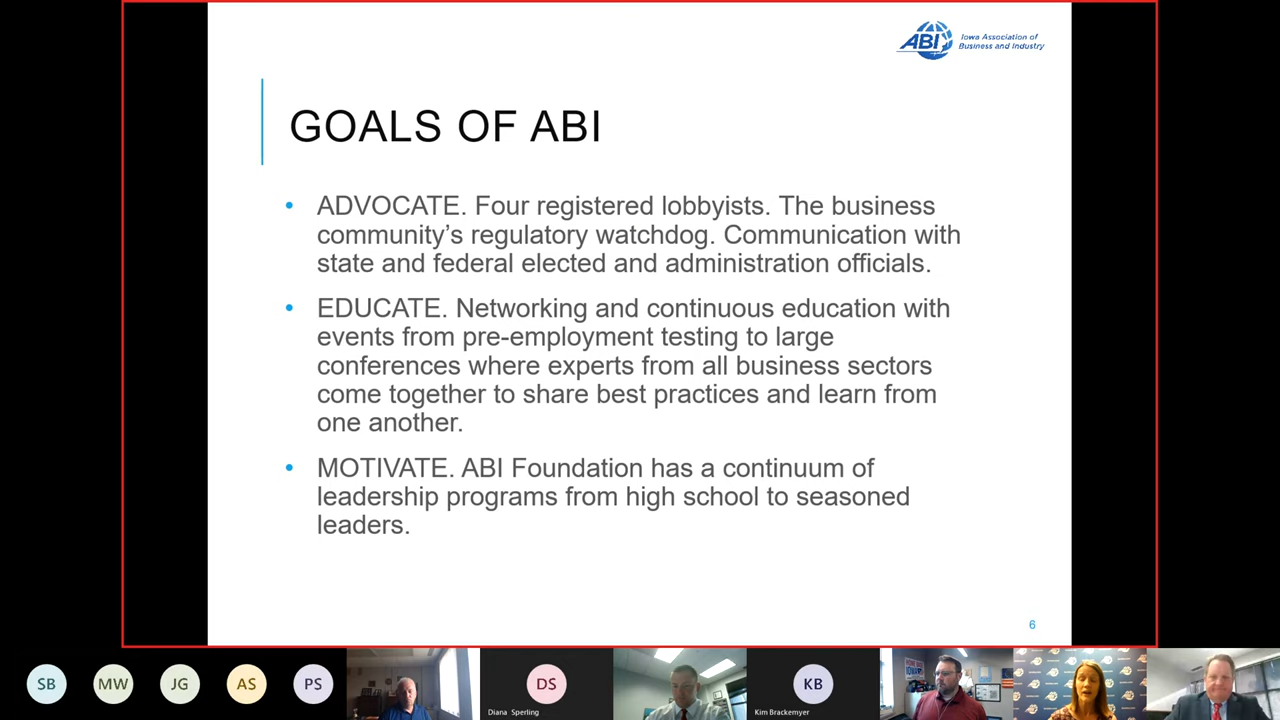 ABI
Iowa Association of
Business and Industry
GOALS OF ABI
• ADVOCATE. Four registered lobbyists. The business
community’s regulatory watchdog. Communication with
state and federal elected and administration officials.
• EDUCATE. Networking and continuous education with
events from pre-employment testing to large
conferences where experts from all business sectors
come together to share best practices and learn from
one another.
• MOTIVATE. ABI Foundation has a continuum of
leadership programs from high school to seasoned
leaders.
6
SB
MW
JG
AS
PS
DS
Diana Sperling
KB
Kim Brackemyer